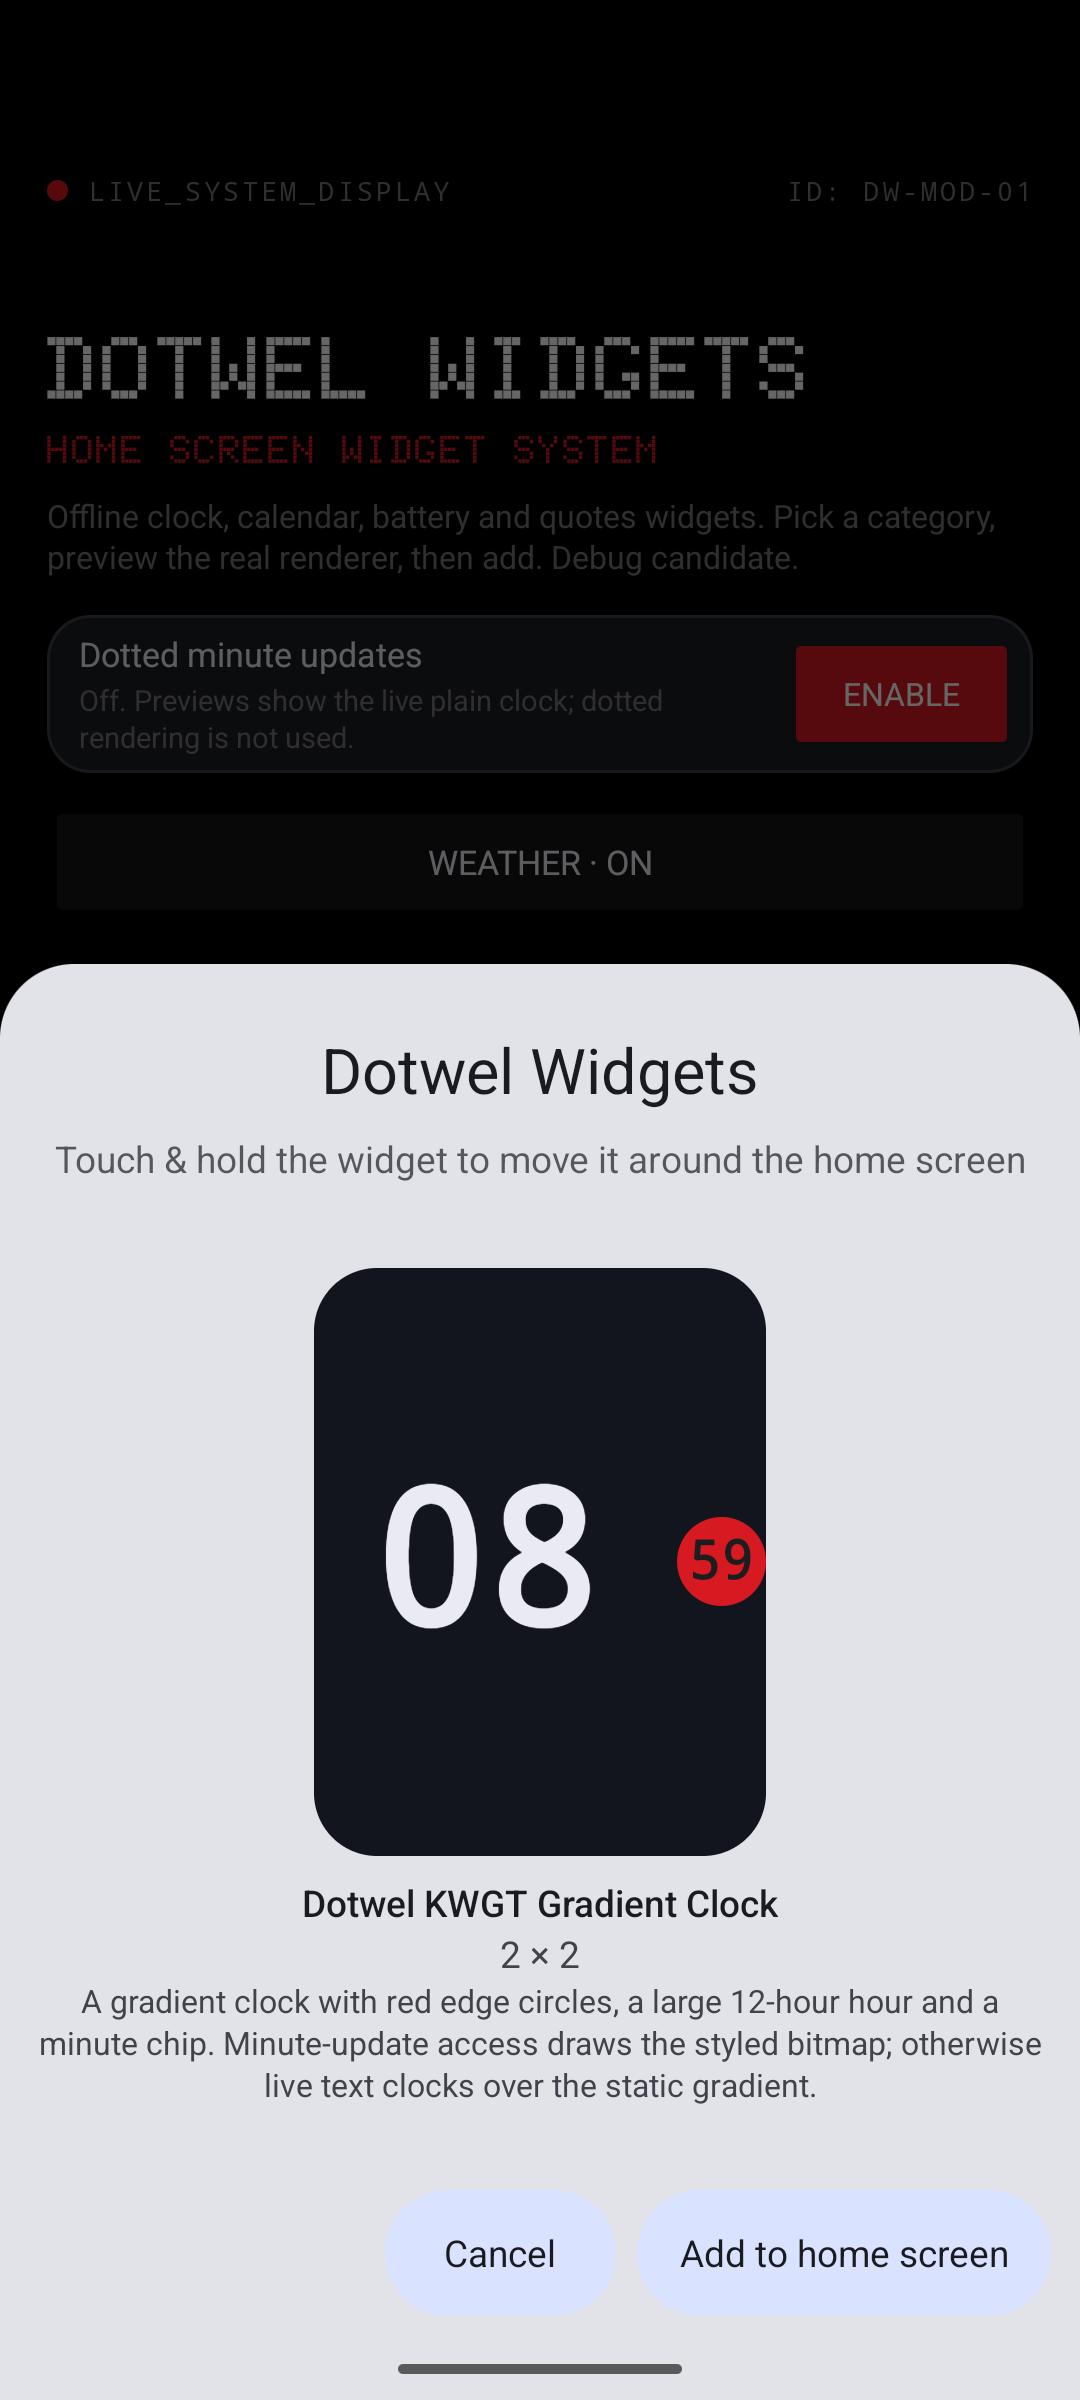 LIVE_SYSTEM_DISPLAY
ID: DW-MOD-01
DOTWEL WIDGETS
HOME SCREEN WIDGET SYSTEM
Offline clock, calendar, battery and quotes widgets. Pick a category,
preview the real renderer, then add. Debug candidate.
Dotted minute updates
Off. Previews show the live plain clock; dotted
rendering is not used.
ENABLE
WEATHER · ON
Dotwel Widgets
Touch & hold the widget to move it around the home screen
08
59
Dotwel KWGT Gradient Clock
2 × 2
A gradient clock with red edge circles, a large 12-hour hour and a
minute chip. Minute-update access draws the styled bitmap; otherwise
live text clocks over the static gradient.
Cancel
Add to home screen